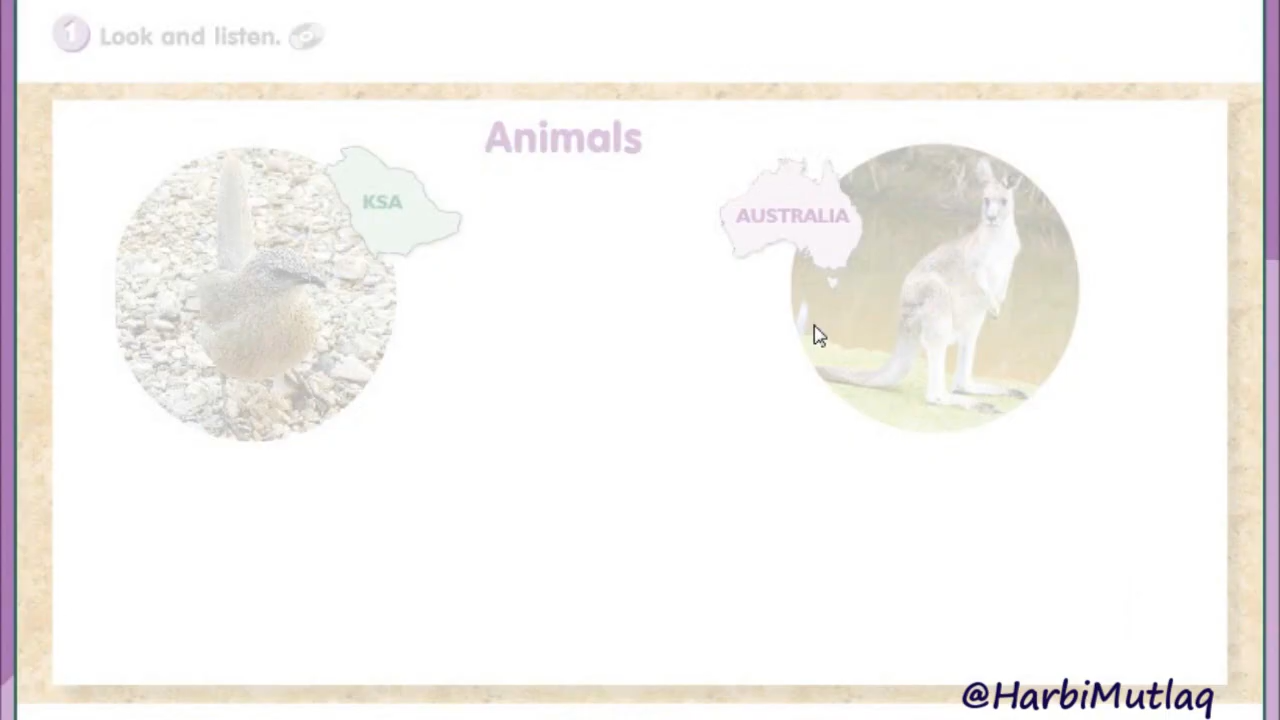 1 Look and listen.
Animals
KSA
AUSTRALIA
@HarbiMutlaq